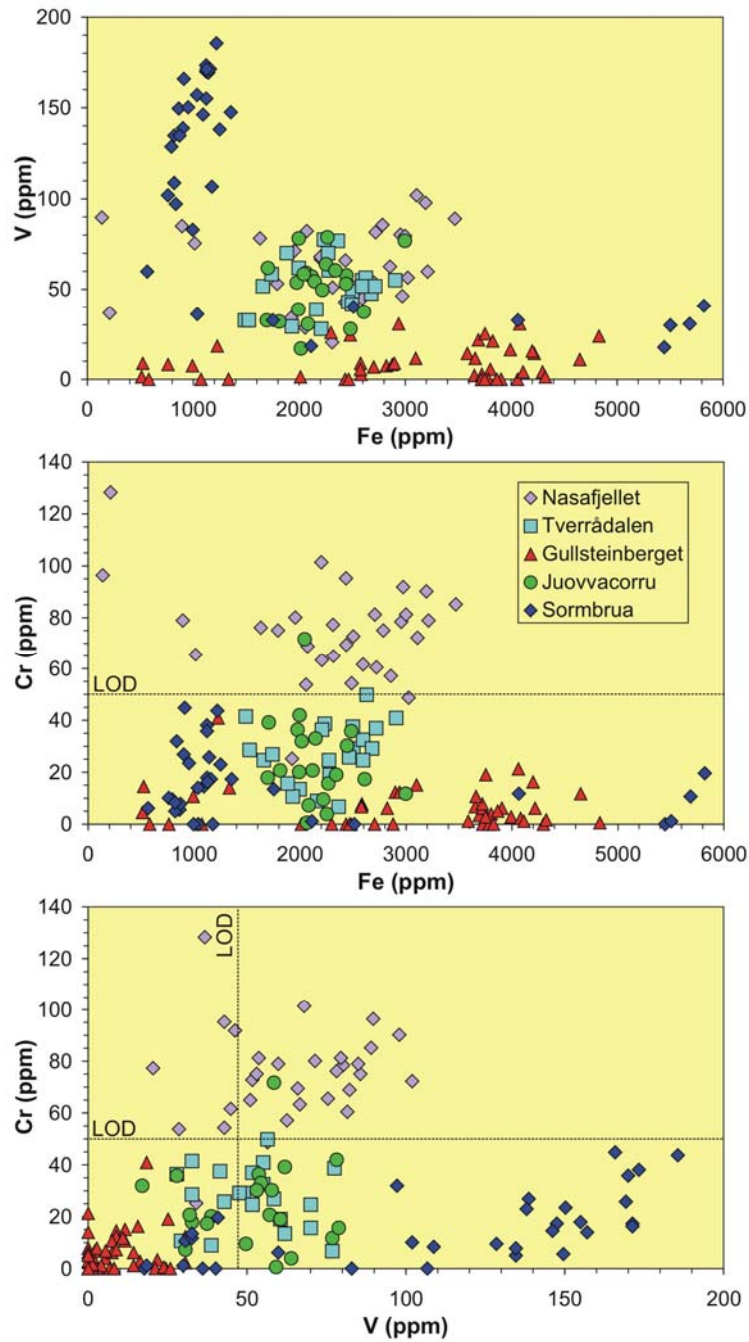 200
150
100
50
0
V (ppm)
0 1000 2000 3000 4000 5000 6000
Fe (ppm)
140
120
100
80
60
40
20
0
Cr (ppm)
LOD
Nasafjellet
Tverrådalen
Gullsteinberget
Juovvacorru
Sormbrua
0 1000 2000 3000 4000 5000 6000
Fe (ppm)
140
120
100
80
60
40
20
0
Cr (ppm)
LOD
LOD
0 50 100 150 200
V (ppm)